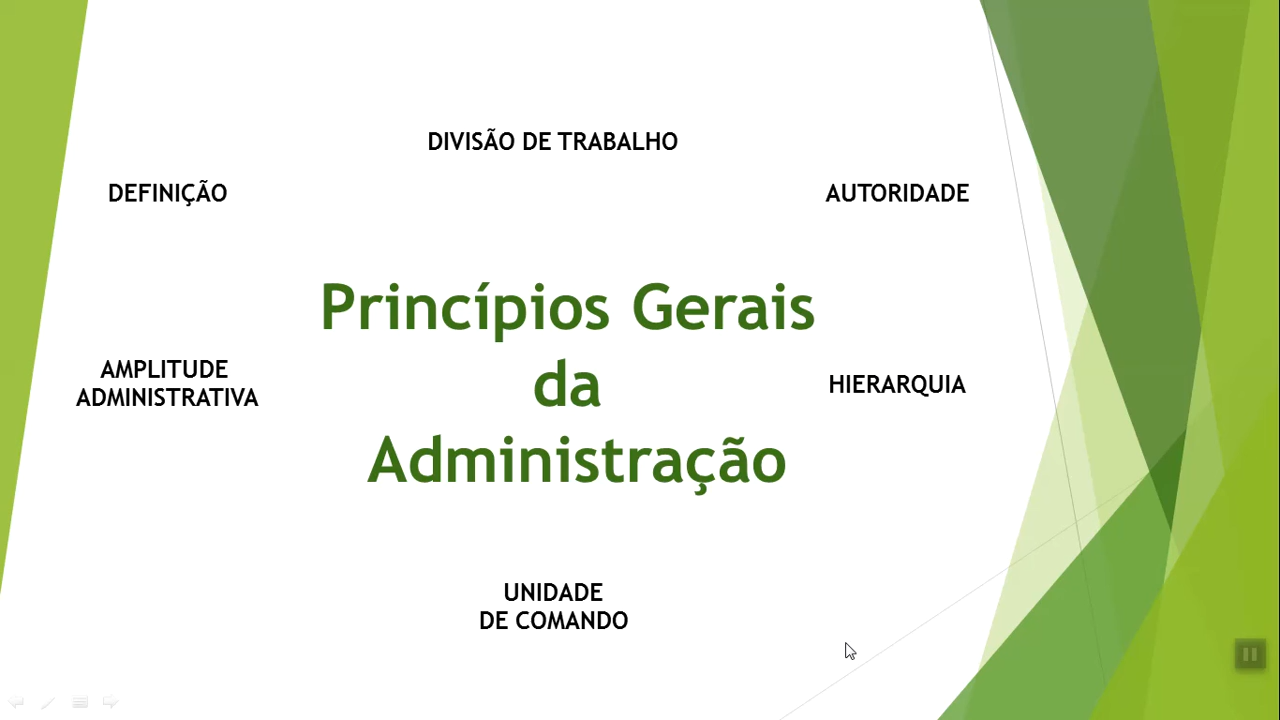 DIVISÃO DE TRABALHO
DEFINIÇÃO
AUTORIDADE
Princípios Gerais
da
Administração
AMPLITUDE
ADMINISTRATIVA
HIERARQUIA
UNIDADE
DE COMANDO